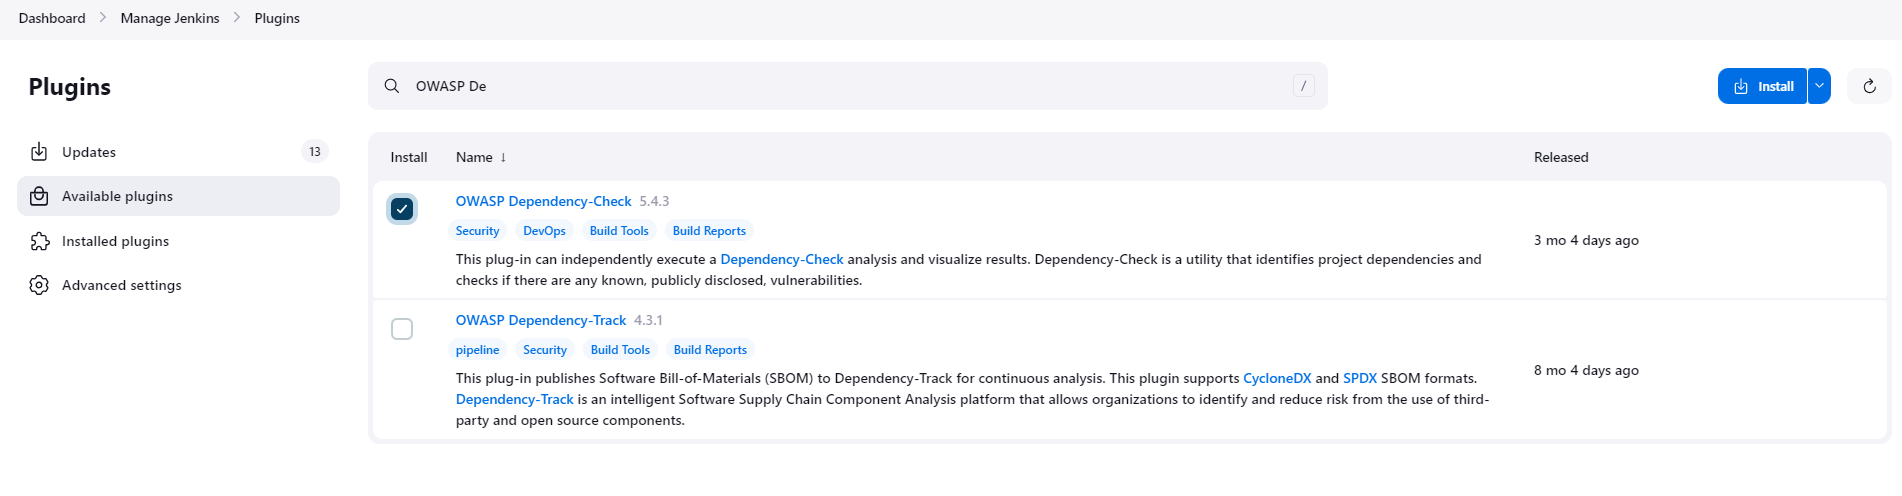 Dashboard > Manage Jenkins > Plugins
Plugins
OWASP De /
Install
Updates 13
Available plugins
Installed plugins
Advanced settings
Install Name ↓ Released
OWASP Dependency-Check 5.4.3
Security DevOps Build Tools Build Reports
This plug-in can independently execute a Dependency-Check analysis and visualize results. Dependency-Check is a utility that identifies project dependencies and
checks if there are any known, publicly disclosed, vulnerabilities.
3 mo 4 days ago
OWASP Dependency-Track 4.3.1
pipeline Security Build Tools Build Reports
This plug-in publishes Software Bill-of-Materials (SBOM) to Dependency-Track for continuous analysis. This plugin supports CycloneDX and SPDX SBOM formats.
Dependency-Track is an intelligent Software Supply Chain Component Analysis platform that allows organizations to identify and reduce risk from the use of third-
party and open source components.
8 mo 4 days ago